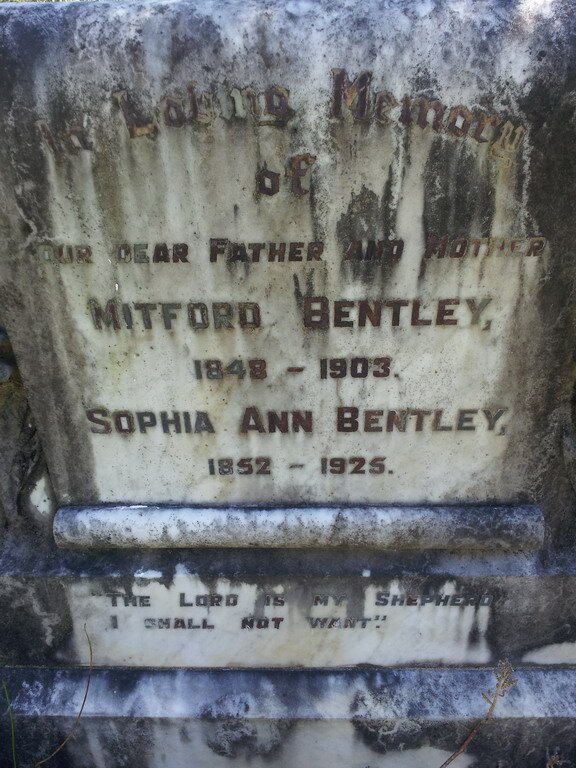 In Loving Memory
of
OUR DEAR FATHER AND MOTHER
MITFORD BENTLEY,
1848 - 1903.
SOPHIA ANN BENTLEY,
1852 - 1925.
"THE LORD IS MY SHEPHERD
I SHALL NOT WANT."